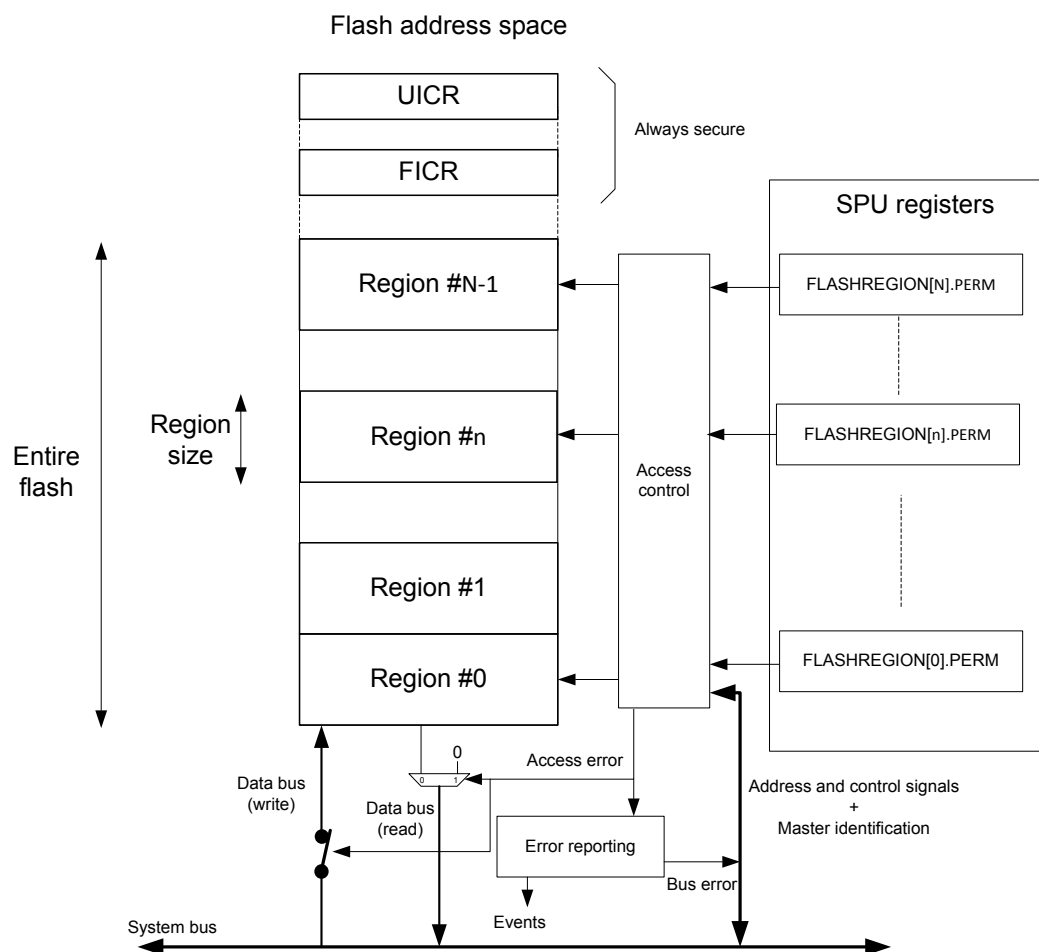 Flash address space
UICR
Always secure
FICR
SPU registers
Region #N-1
FLASHREGION[N].PERM
Region
size
Region #n
FLASHREGION[n].PERM
Entire
flash
Access
control
Region #1
Region #0
FLASHREGION[0].PERM
0
0
1
Access error
Data bus
(write)
Data bus
(read)
Address and control signals
+
Master identification
Error reporting
Bus error
Events
System bus